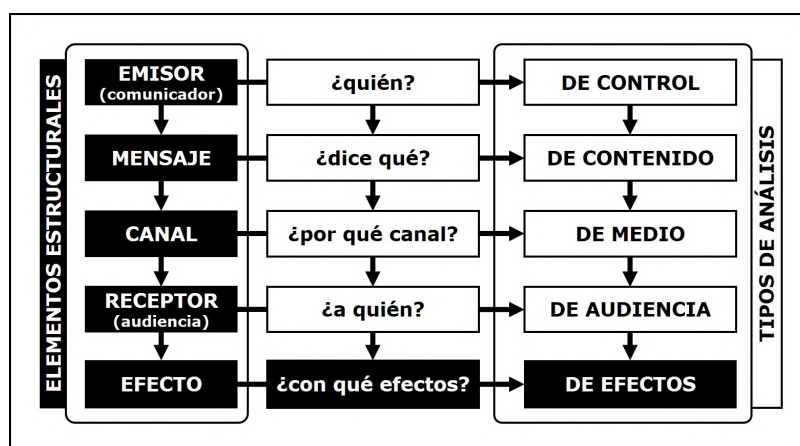 ELEMENTOS ESTRUCTURALES
EMISOR
(comunicador)
¿quién?
DE CONTROL
MENSAJE
¿dice qué?
DE CONTENIDO
CANAL
¿por qué canal?
DE MEDIO
RECEPTOR
(audiencia)
¿a quién?
DE AUDIENCIA
EFECTO
¿con qué efectos?
DE EFECTOS
TIPOS DE ANÁLISIS